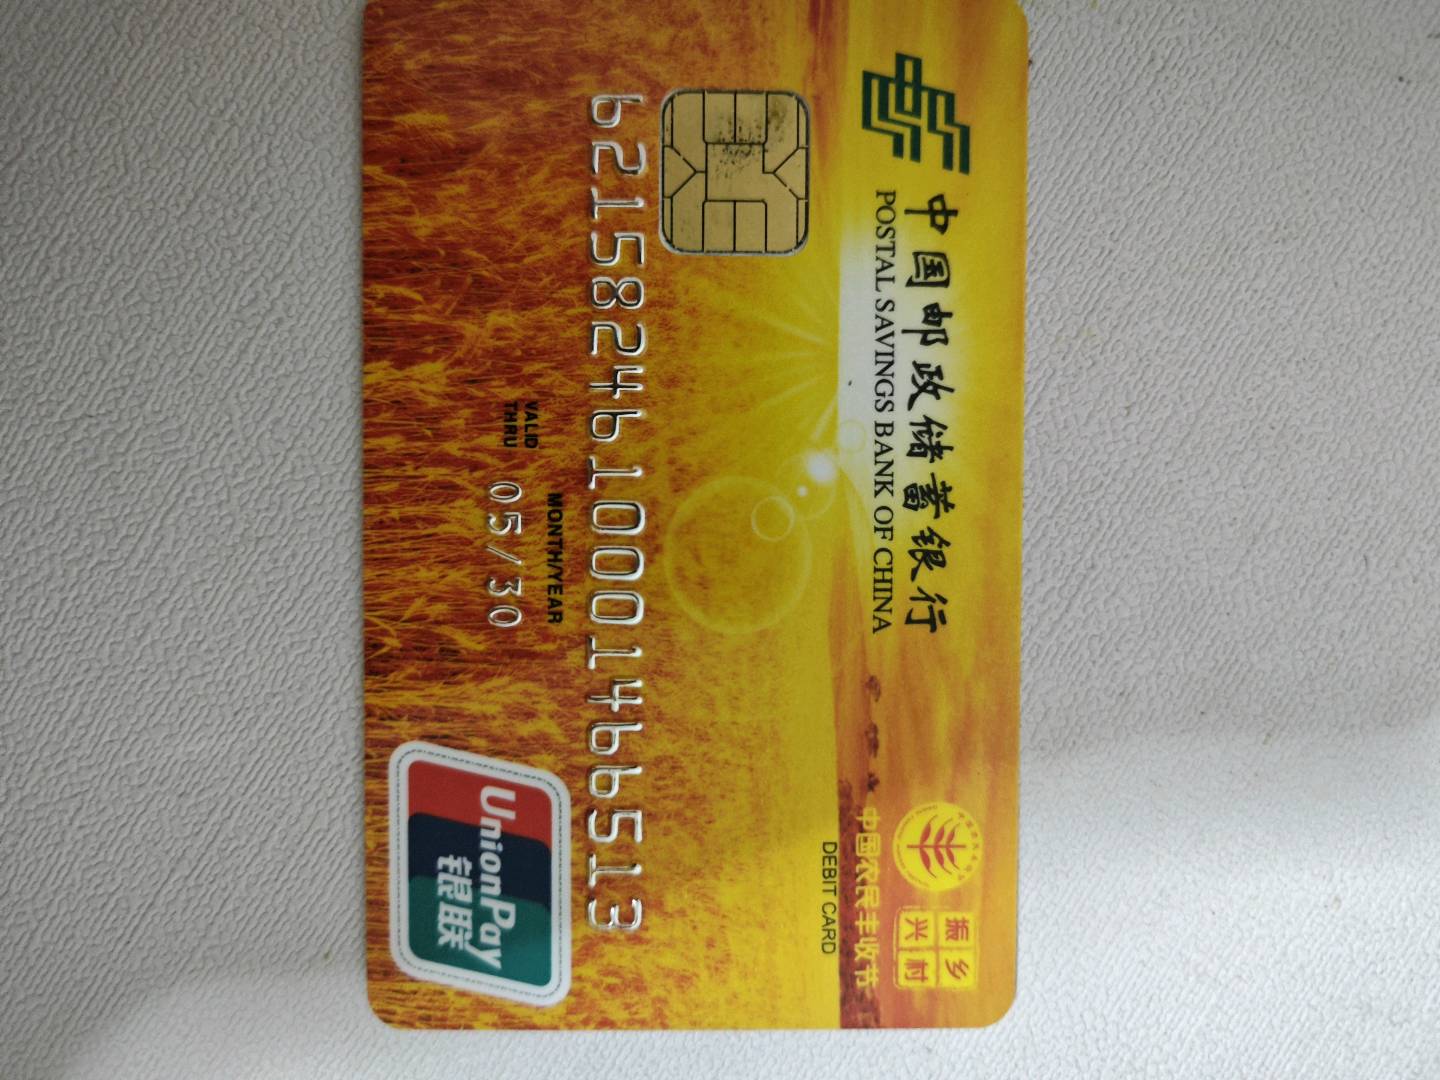 中国邮政储蓄银行
POSTAL SAVINGS BANK OF CHINA
乡村
振兴
中国农民丰收节
DEBIT CARD
6215824610001466513
MONTH/YEAR
VALID
THRU 05/30
UnionPay
银联